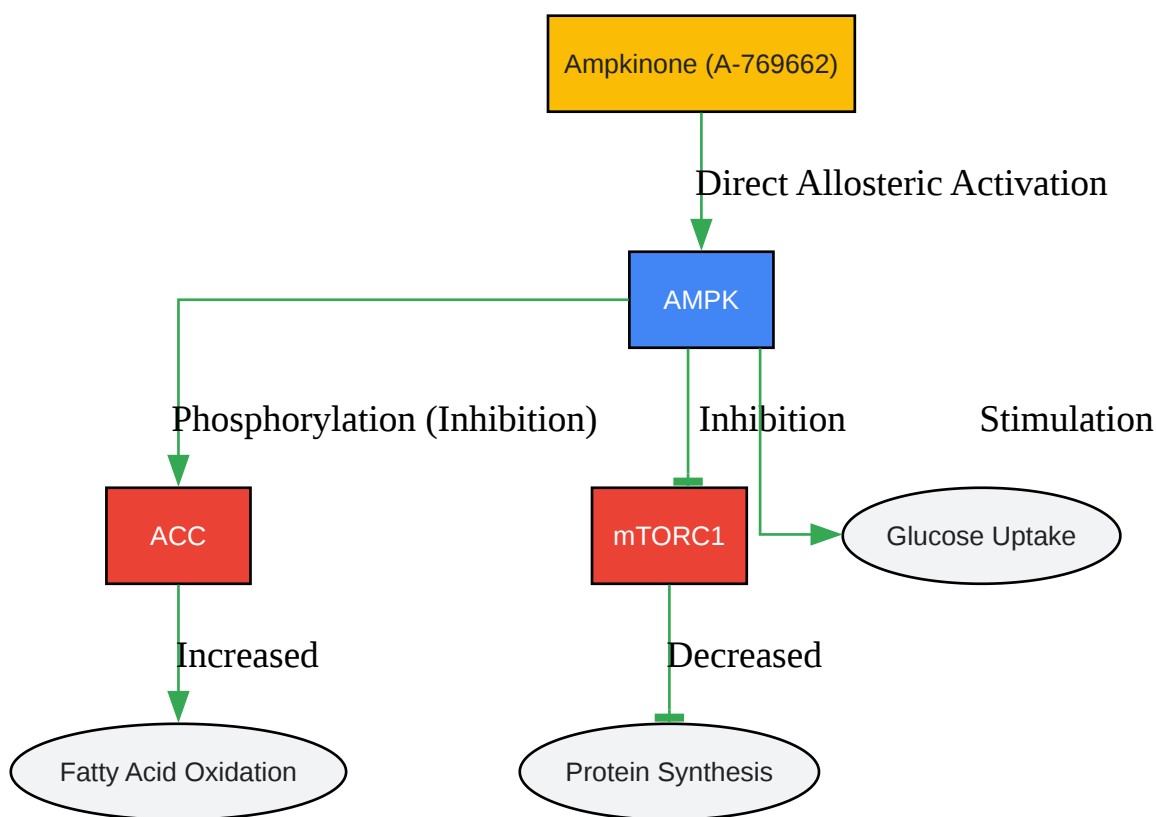 Ampkinone (A-769662)
Direct Allosteric Activation
AMPK
Phosphorylation (Inhibition)
Inhibition
Stimulation
ACC
mTORC1
Glucose Uptake
Increased
Decreased
Fatty Acid Oxidation
Protein Synthesis